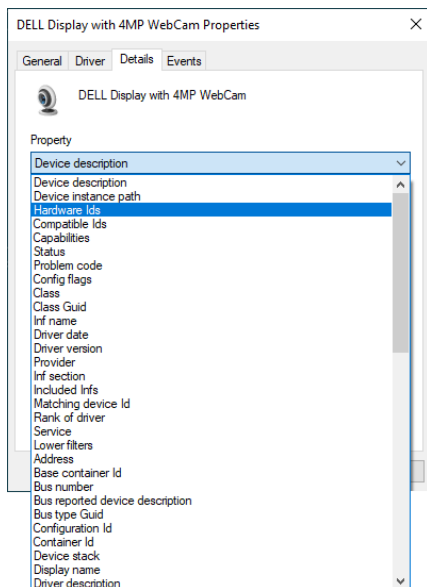 DELL Display with 4MP WebCam Properties
General Driver Details Events
DELL Display with 4MP WebCam
Property
Device description
Device description
Device instance path
Hardware Ids
Compatible Ids
Capabilities
Status
Problem code
Config flags
Class
Class Guid
Inf name
Driver date
Driver version
Provider
Inf section
Included Infs
Matching device Id
Rank of driver
Service
Lower filters
Address
Base container Id
Bus number
Bus reported device description
Bus type Guid
Configuration Id
Container Id
Device stack
Display name
Driver description